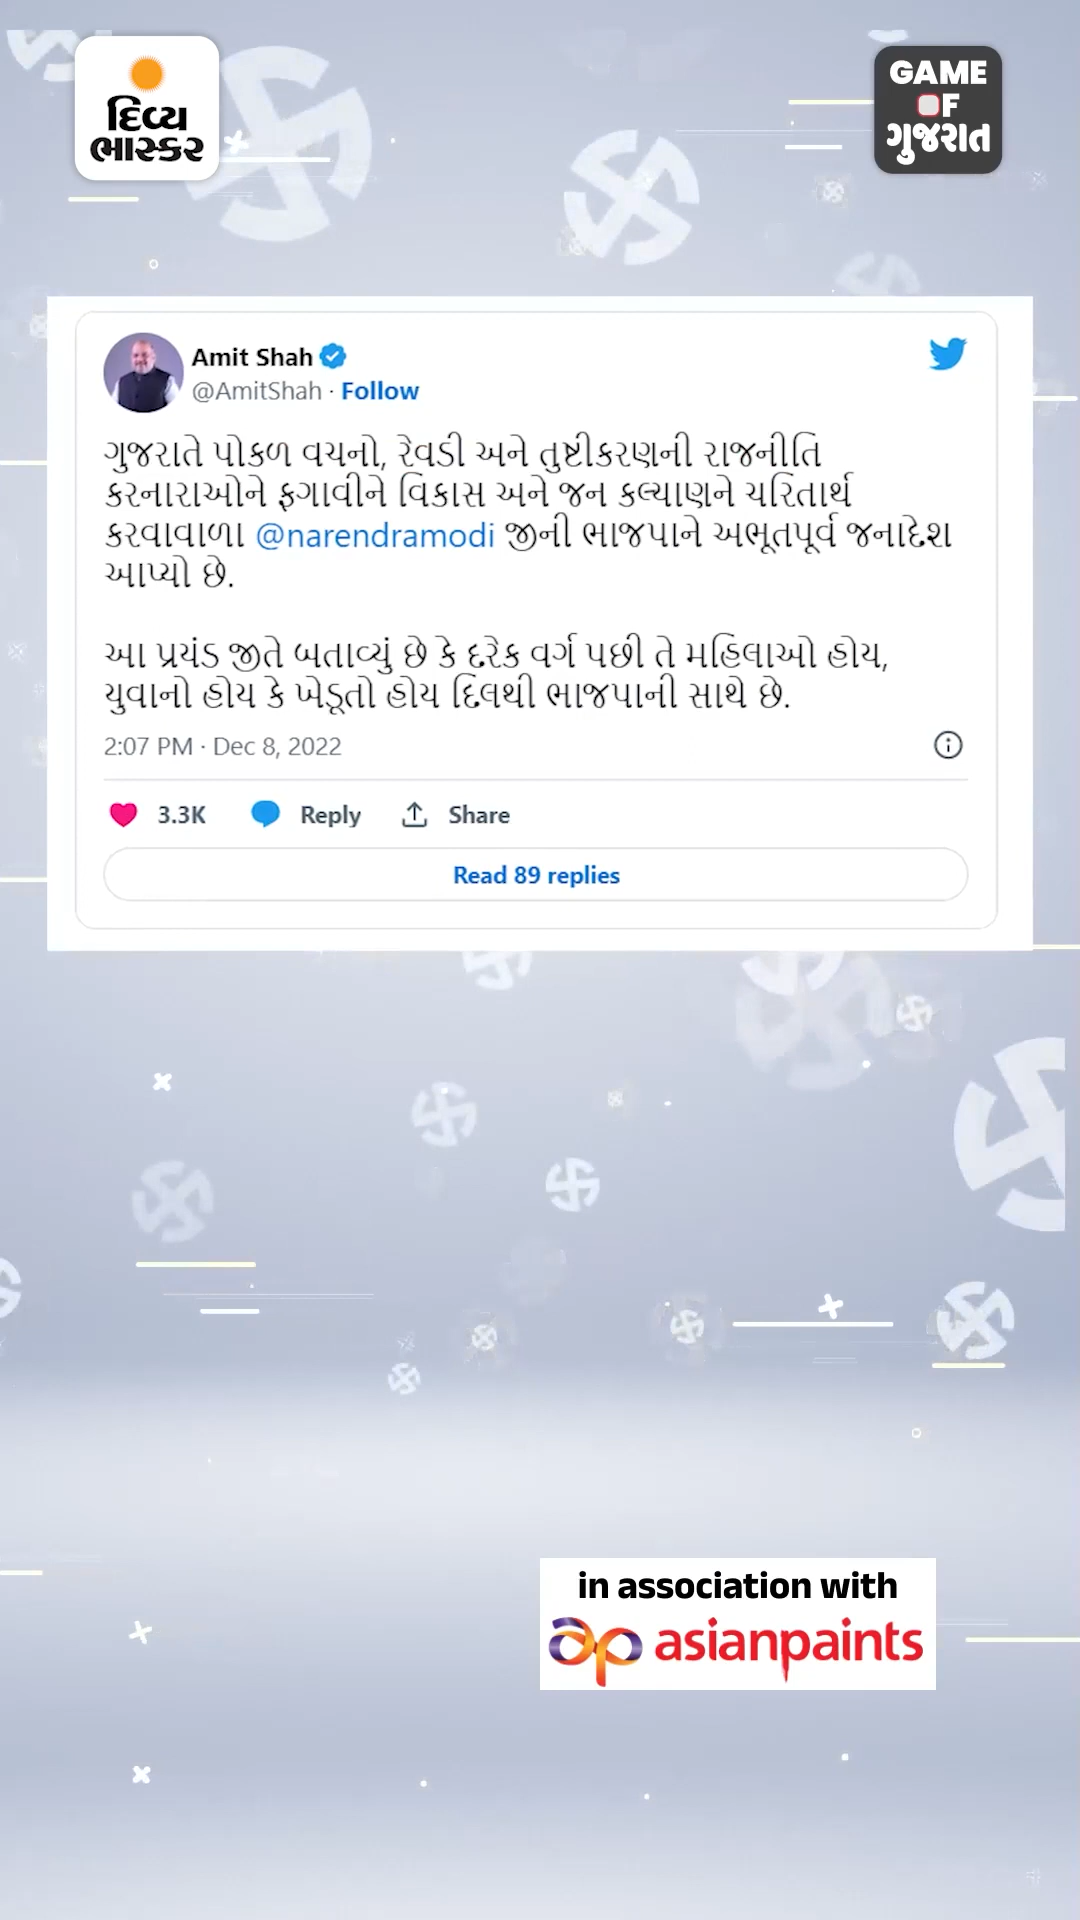 દિવ્ય
ભાસ્કર
GAME
OF
ગુજરાત
Amit Shah
@AmitShah · Follow
ગુજરાતે પોકળ વચનો, રેવડી અને તુષ્ટીકરણની રાજનીતિ
કરનારાઓને ફગાવીને વિકાસ અને જન કલ્યાણને ચરિતાર્થ
કરવાવાળા @narendramodi જીની ભાજપાને અભૂતપૂર્વ જનાદેશ
આપ્યો છે.
આ પ્રચંડ જીતે બતાવ્યું છે કે દરેક વર્ગ પછી તે મહિલાઓ હોય,
યુવાનો હોય કે ખેડૂતો હોય દિલથી ભાજપાની સાથે છે.
2:07 PM · Dec 8, 2022
3.3K Reply Share
Read 89 replies
in association with
ap asianpaints